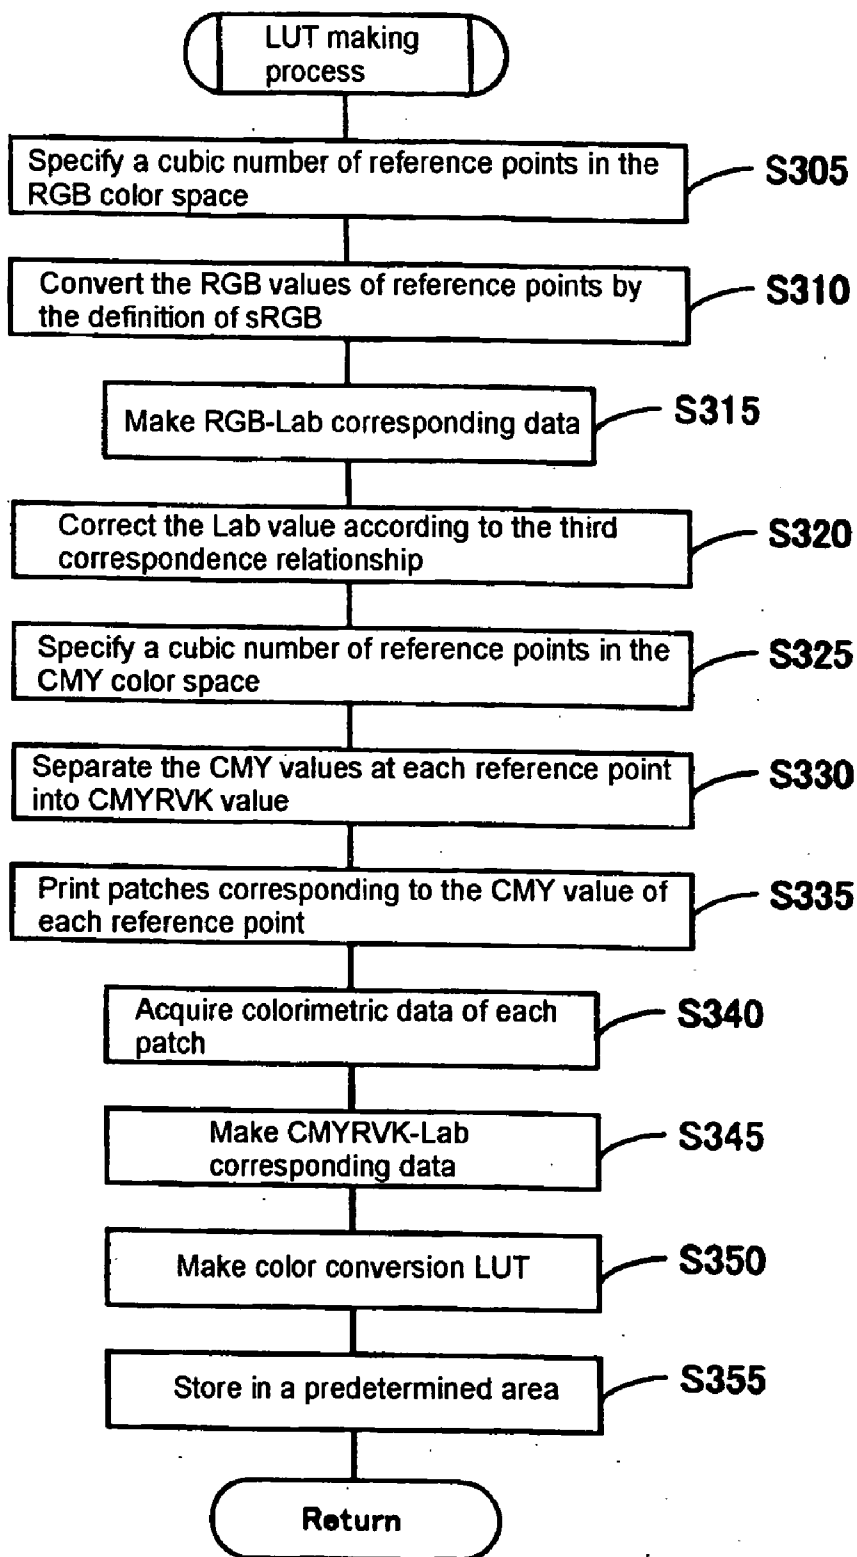 LUT making
process
Specify a cubic number of reference points in the
RGB color space
S305
Convert the RGB values of reference points by
the definition of sRGB
S310
Make RGB-Lab corresponding data
S315
Correct the Lab value according to the third
correspondence relationship
S320
Specify a cubic number of reference points in the
CMY color space
S325
Separate the CMY values at each reference point
into CMYRVK value
S330
Print patches corresponding to the CMY value of
each reference point
S335
Acquire colorimetric data of each
patch
S340
Make CMYRVK-Lab
corresponding data
S345
Make color conversion LUT
S350
Store in a predetermined area
S355
Return